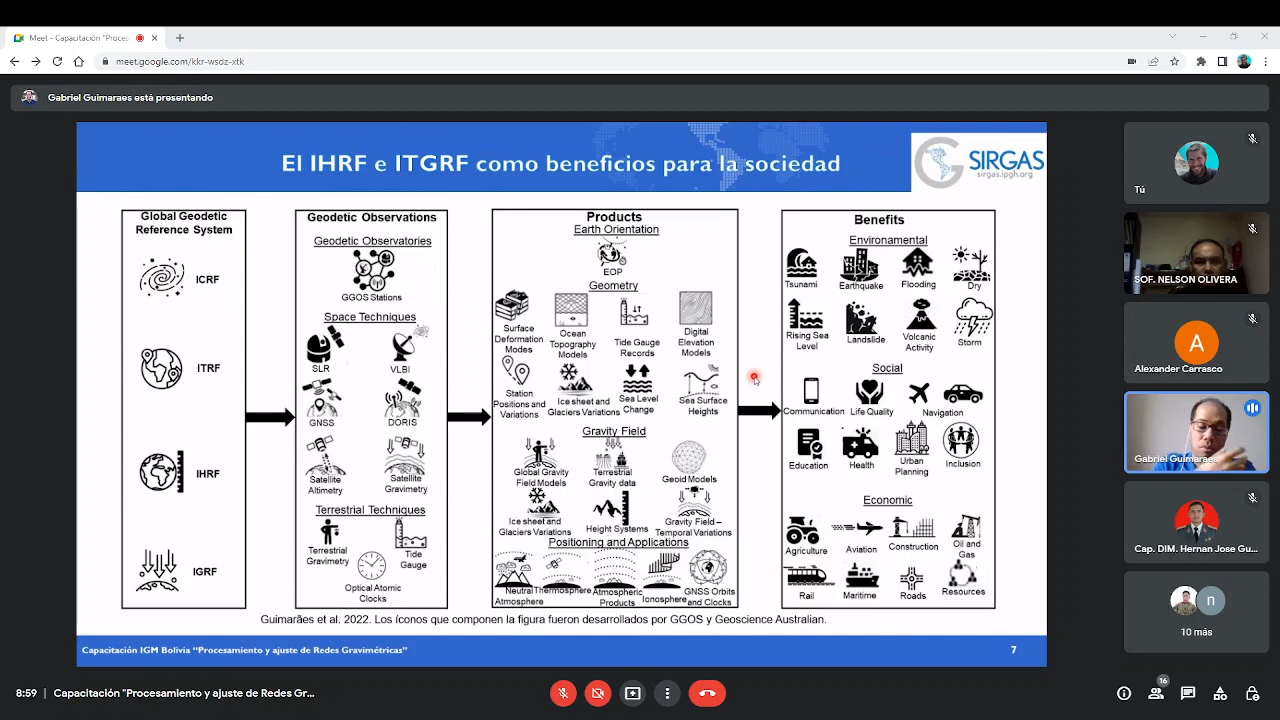 Meet - Capacitación "Proces
meet.google.com/kkr-wsdz-xtk
Gabriel Guimaraes está presentando
El IHRF e ITGRF como beneficios para la sociedad
SIRGAS
sirgas.ipgh.org
Global Geodetic
Reference System
ICRF
ITRF
IHRF
IGRF
Geodetic Observations
Geodetic Observatories
GGOS Stations
Space Techniques
SLR
VLBI
GNSS
DORIS
Satellite
Altimetry
Satellite
Gravimetry
Terrestrial Techniques
Terrestrial
Gravimetry
Tide
Gauge
Optical Atomic
Clocks
Products
Earth Orientation
EOP
Geometry
Surface
Deformation
Modes
Ocean
Topography
Models
Tide Gauge
Records
Digital
Elevation
Models
Station
Positions and
Variations
Ice sheet and
Glaciers Variations
Sea Level
Change
Sea Surface
Heights
Gravity Field
Global Gravity
Field Models
Terrestrial
Gravity data
Geoid Models
Ice sheet and
Glaciers Variations
Height Systems
Gravity Field –
Temporal Variations
Positioning and Applications
Neutral
Atmosphere
Thermosphere
Atmospheric
Products
Ionosphere
GNSS Orbits
and Clocks
Benefits
Environmental
Tsunami
Earthquake
Flooding
Dry
Rising Sea
Level
Landslide
Volcanic
Activity
Storm
Social
Communication
Life Quality
Navigation
Education
Health
Urban
Planning
Inclusion
Economic
Agriculture
Aviation
Construction
Oil and
Gas
Rail
Maritime
Roads
Resources
Guimarães et al. 2022. Los íconos que componen la figura fueron desarrollados por GGOS y Geoscience Australian.
Capacitación IGM Bolivia "Procesamiento y ajuste de Redes Gravimétricas"
7
Tú
SOF. NELSON OLIVERA
A
Alexander Carrasco
Gabriel Guimaraes
Cap. DIM. Hernan Jose Gu...
n
10 más
8:59 | Capacitación "Procesamiento y ajuste de Redes Gr...
16